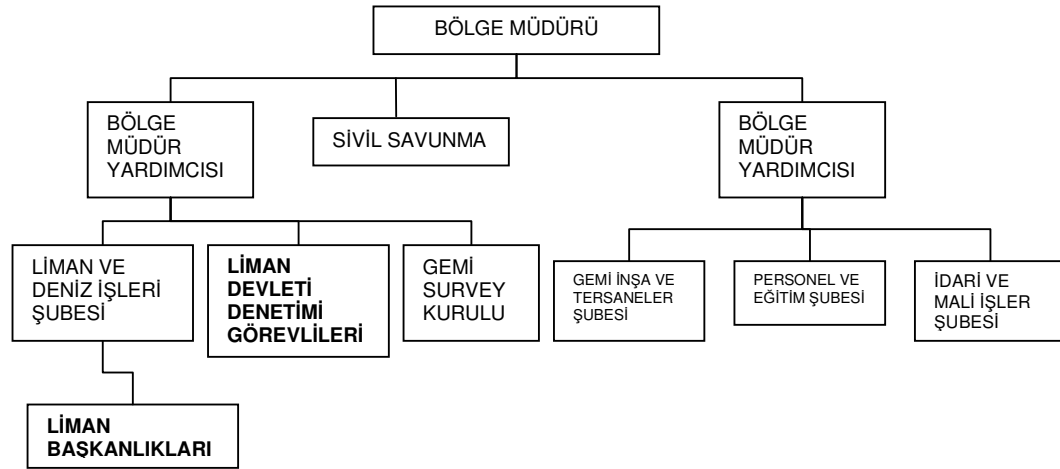 BÖLGE MÜDÜRÜ
BÖLGE
MÜDÜR
YARDIMCISI
SİVİL SAVUNMA
BÖLGE
MÜDÜR
YARDIMCISI
LİMAN VE
DENİZ İŞLERİ
ŞUBESİ
LİMAN
DEVLETİ
DENETİMİ
GÖREVLİLERİ
GEMİ
SURVEY
KURULU
GEMİ İNŞA VE
TERSANELER
ŞUBESİ
PERSONEL VE
EĞİTİM ŞUBESİ
İDARİ VE
MALİ İŞLER
ŞUBESİ
LİMAN
BAŞKANLIKLARI